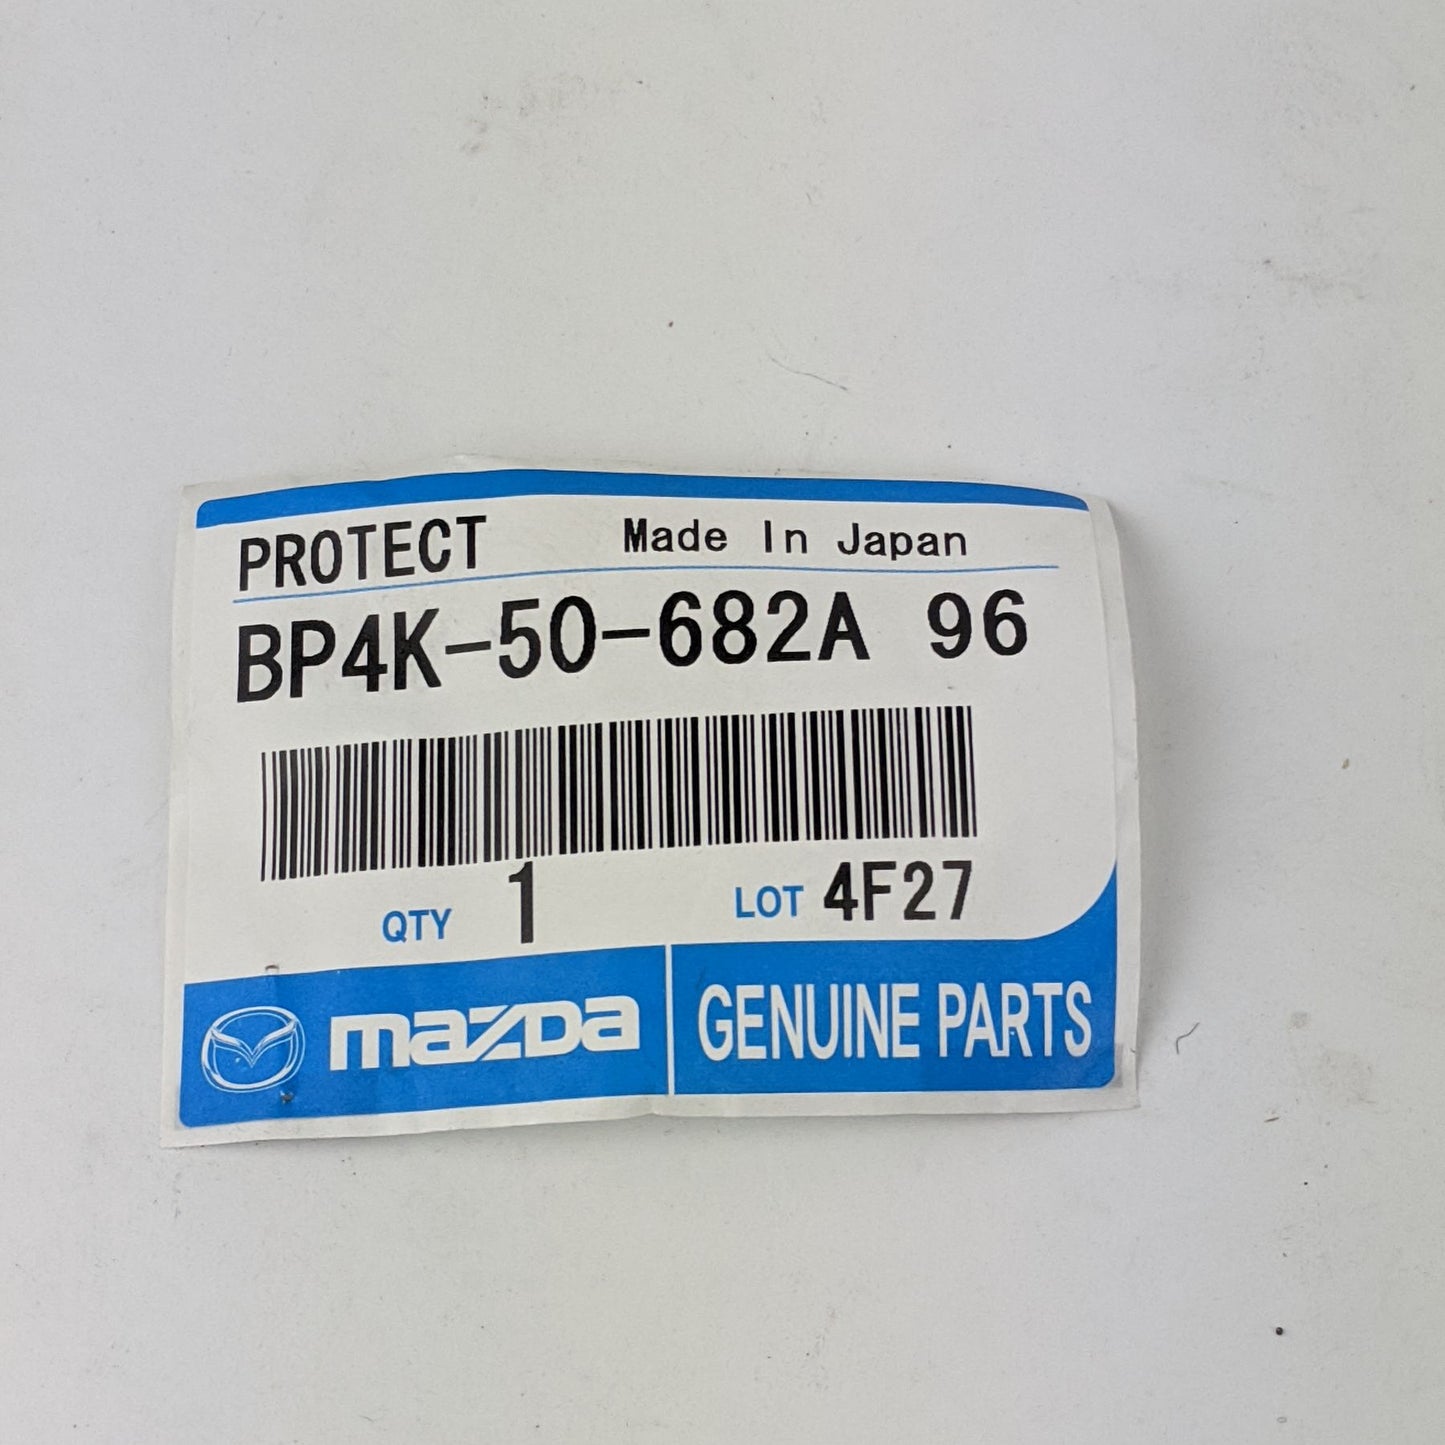 PROTECT Made In Japan
BP4K-50-682A 96
QTY 1 LOT 4F27
mazda GENUINE PARTS